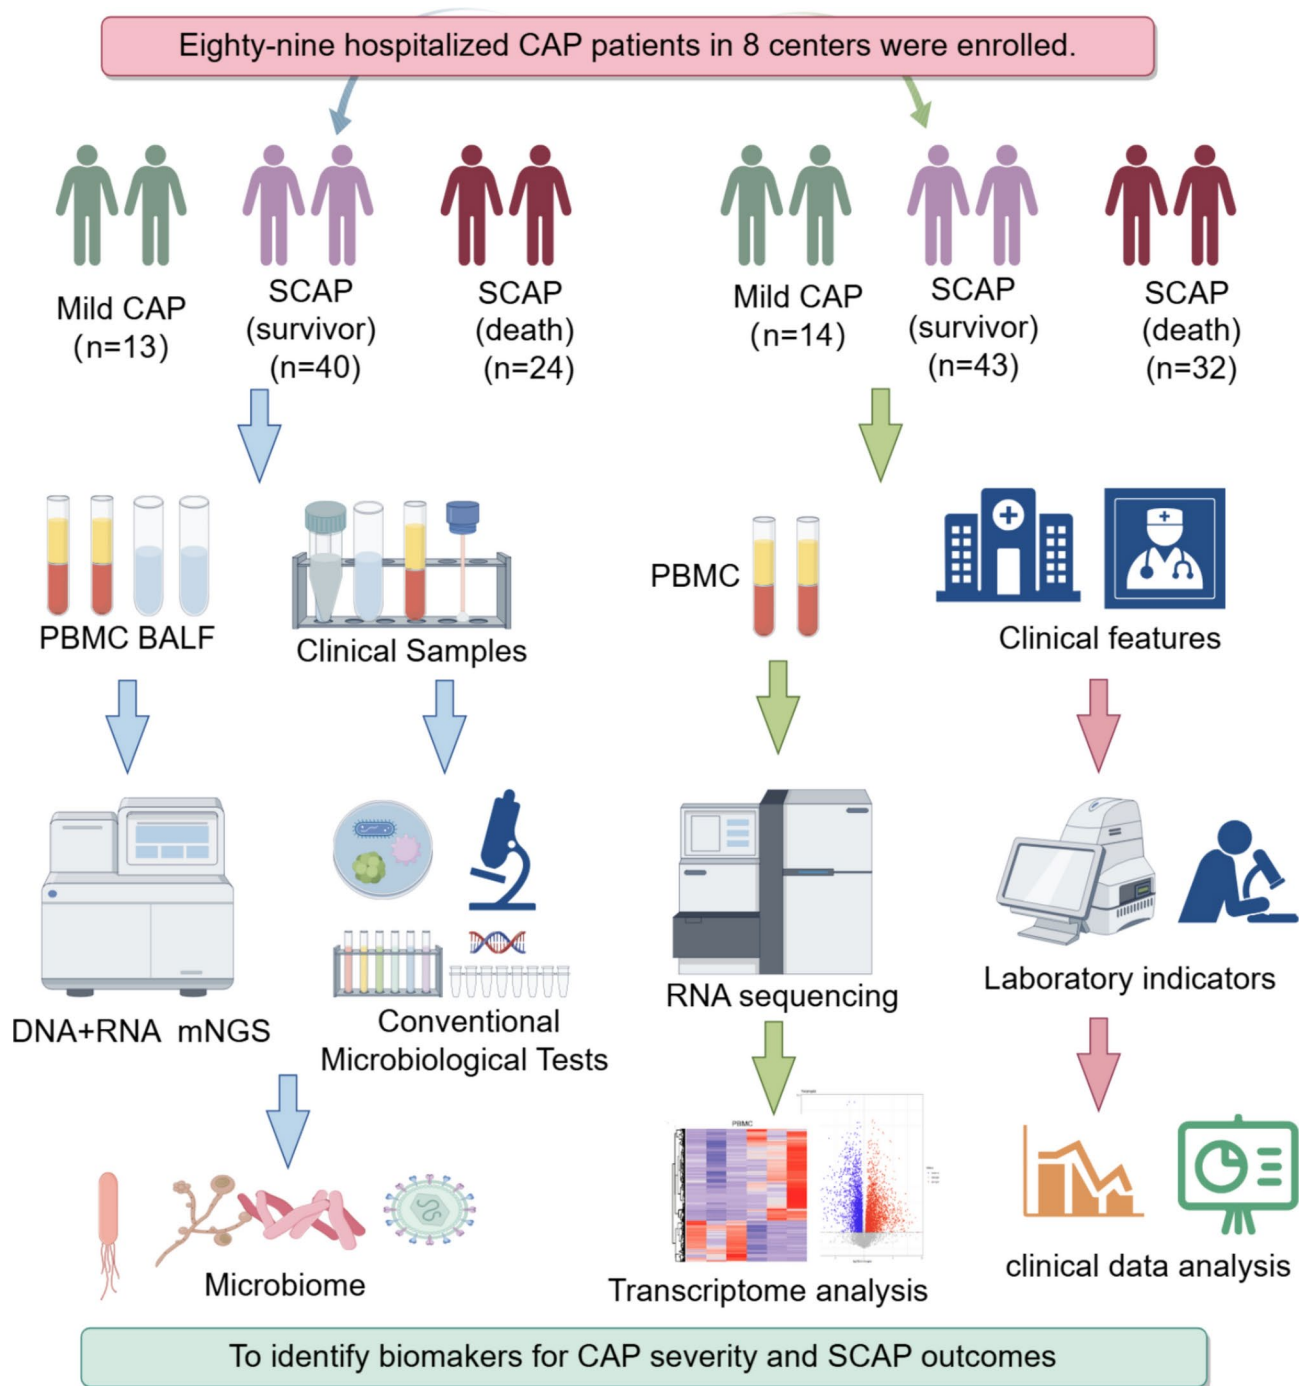 Eighty-nine hospitalized CAP patients in 8 centers were enrolled.
Mild CAP
(n=13)
SCAP
(survivor)
(n=40)
SCAP
(death)
(n=24)
Mild CAP
(n=14)
SCAP
(survivor)
(n=43)
SCAP
(death)
(n=32)
PBMC BALF
Clinical Samples
PBMC
Clinical features
DNA+RNA mNGS
Conventional
Microbiological Tests
RNA sequencing
Laboratory indicators
Microbiome
PBMC
Transcriptome analysis
clinical data analysis
To identify biomakers for CAP severity and SCAP outcomes